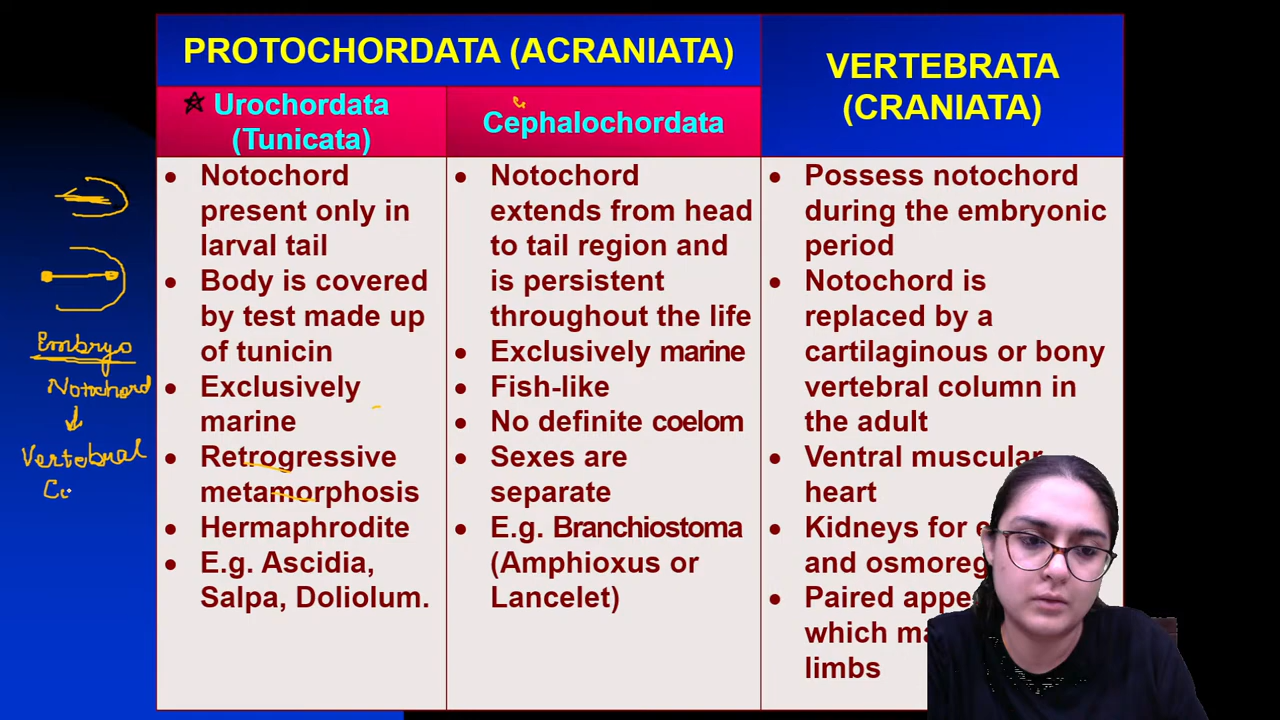 PROTOCHORDATA (ACRANIATA)
VERTEBRATA
(CRANIATA)
Urochordata
(Tunicata)
Cephalochordata
• Notochord
present only in
larval tail
• Body is covered
by test made up
of tunicin
• Exclusively
marine
• Retrogressive
metamorphosis
• Hermaphrodite
• E.g. Ascidia,
Salpa, Doliolum.
• Notochord
extends from head
to tail region and
is persistent
throughout the life
• Exclusively marine
• Fish-like
• No definite coelom
• Sexes are
separate
• E.g. Branchiostoma
(Amphioxus or
Lancelet)
• Possess notochord
during the embryonic
period
• Notochord is
replaced by a
cartilaginous or bony
vertebral column in
the adult
• Ventral muscular
heart
• Kidneys for
and
• Paired
which
limbs
Embryo
Notochord
Vertebral